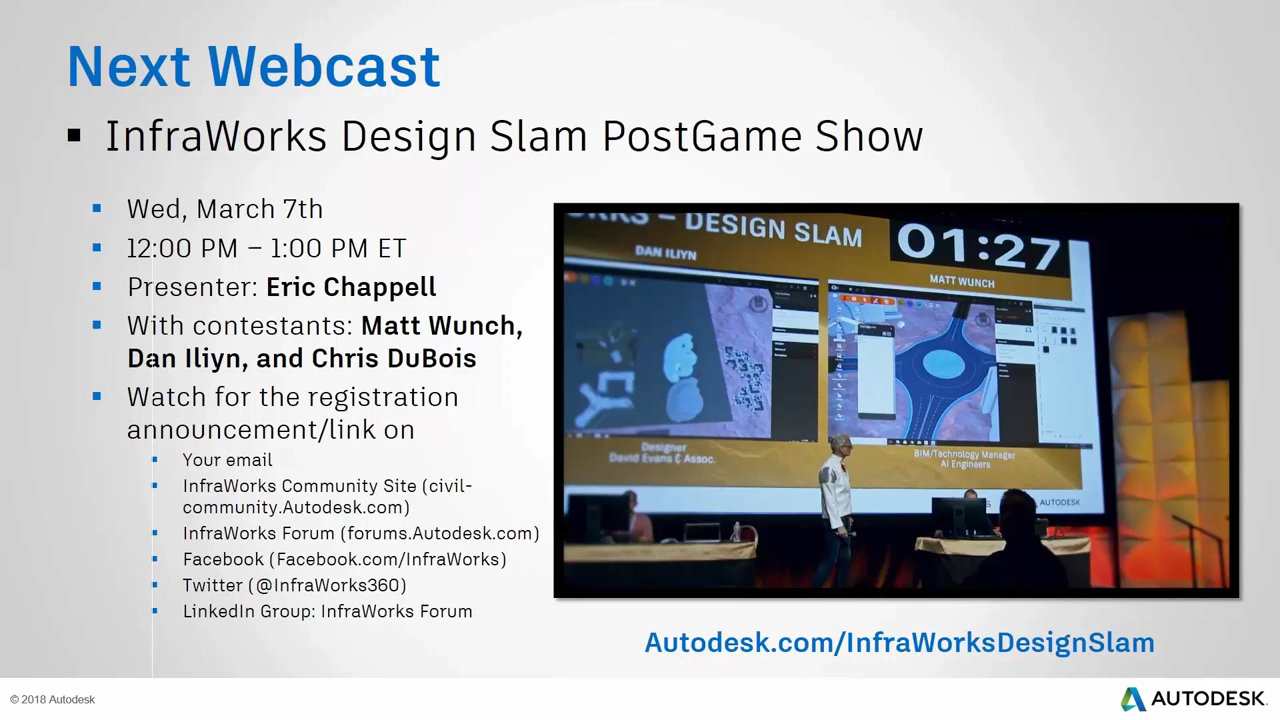 Next Webcast
InfraWorks Design Slam PostGame Show
Wed, March 7th
12:00 PM – 1:00 PM ET
Presenter: Eric Chappell
With contestants: Matt Wunch,
Dan Iliyn, and Chris DuBois
Watch for the registration
announcement/link on
Your email
InfraWorks Community Site (civil-
community.Autodesk.com)
InfraWorks Forum (forums.Autodesk.com)
Facebook (Facebook.com/InfraWorks)
Twitter (@InfraWorks360)
LinkedIn Group: InfraWorks Forum
ORKS – DESIGN SLAM
01:27
DAN ILIYN
MATT WUNCH
Designer
David Evans & Assoc.
BIM/Technology Manager
AI Engineers
AUTODESK
Autodesk.com/InfraWorksDesignSlam
© 2018 Autodesk
AUTODESK.